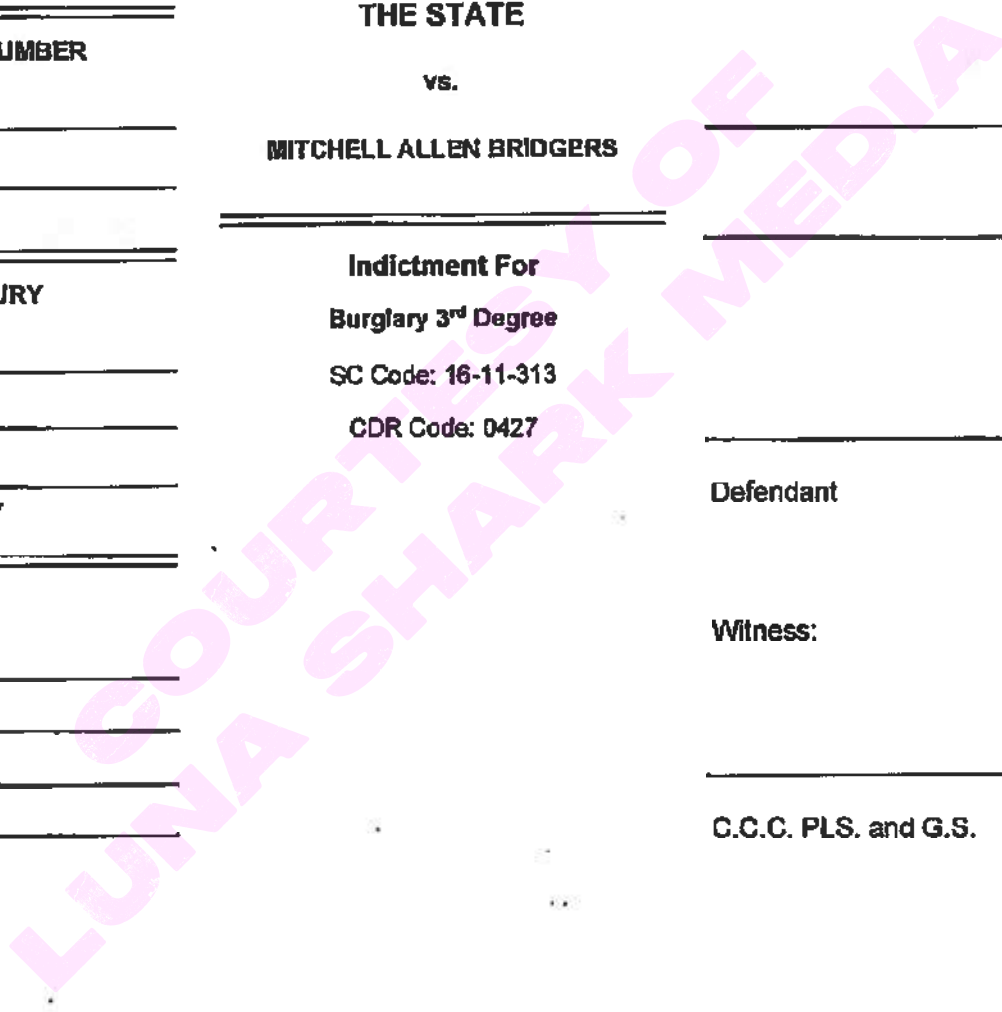 UMBER
URY
THE STATE
vs.
MITCHELL ALLEN BRIDGERS
Indictment For
Burglary 3rd Degree
SC Code: 16-11-313
CDR Code: 0427
Defendant
Witness:
C.C.C. PLS. and G.S.
COURTESY OF
LUNA SHARK MEDIA